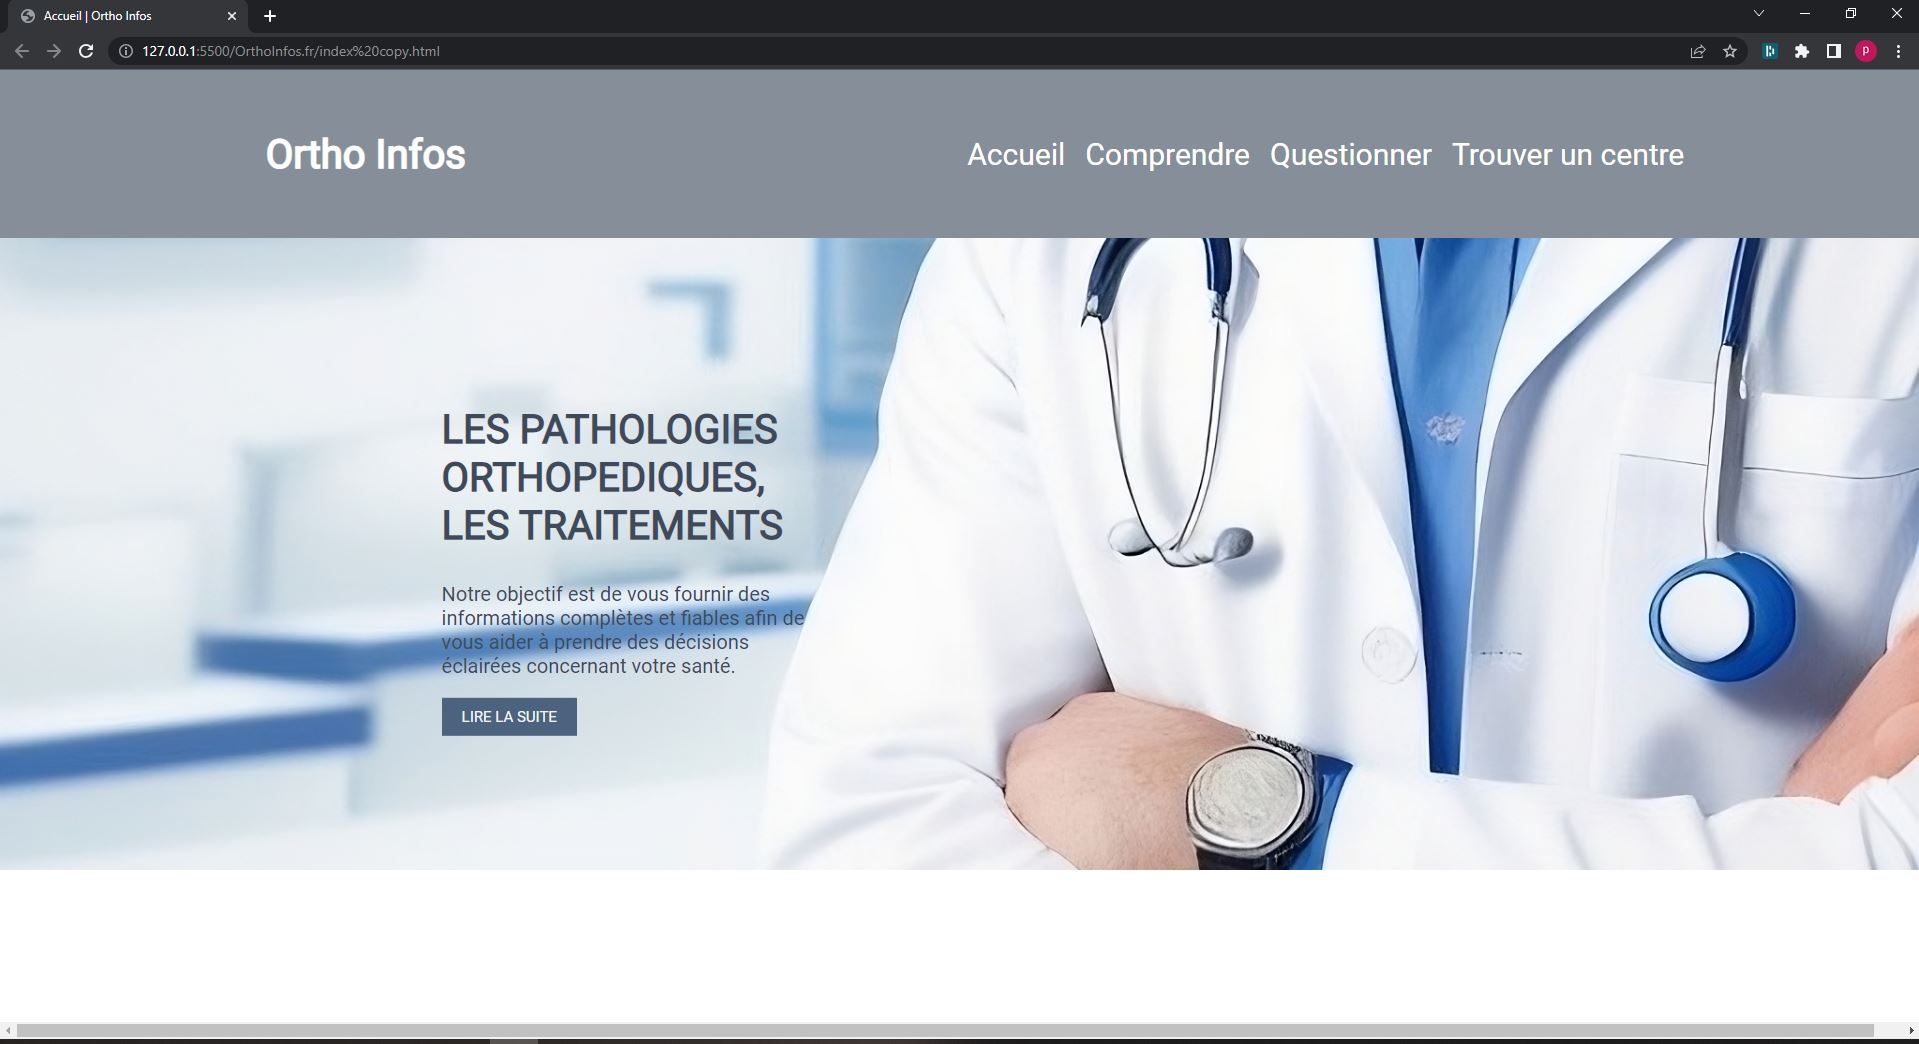 Accueil | Ortho Infos
127.0.0.1:5500/OrthoInfos.fr/index%20copy.html
P
Ortho Infos
Accueil Comprendre Questionner Trouver un centre
LES PATHOLOGIES
ORTHOPEDIQUES,
LES TRAITEMENTS
Notre objectif est de vous fournir des
informations complètes et fiables afin de
vous aider à prendre des décisions
éclairées concernant votre santé.
LIRE LA SUITE